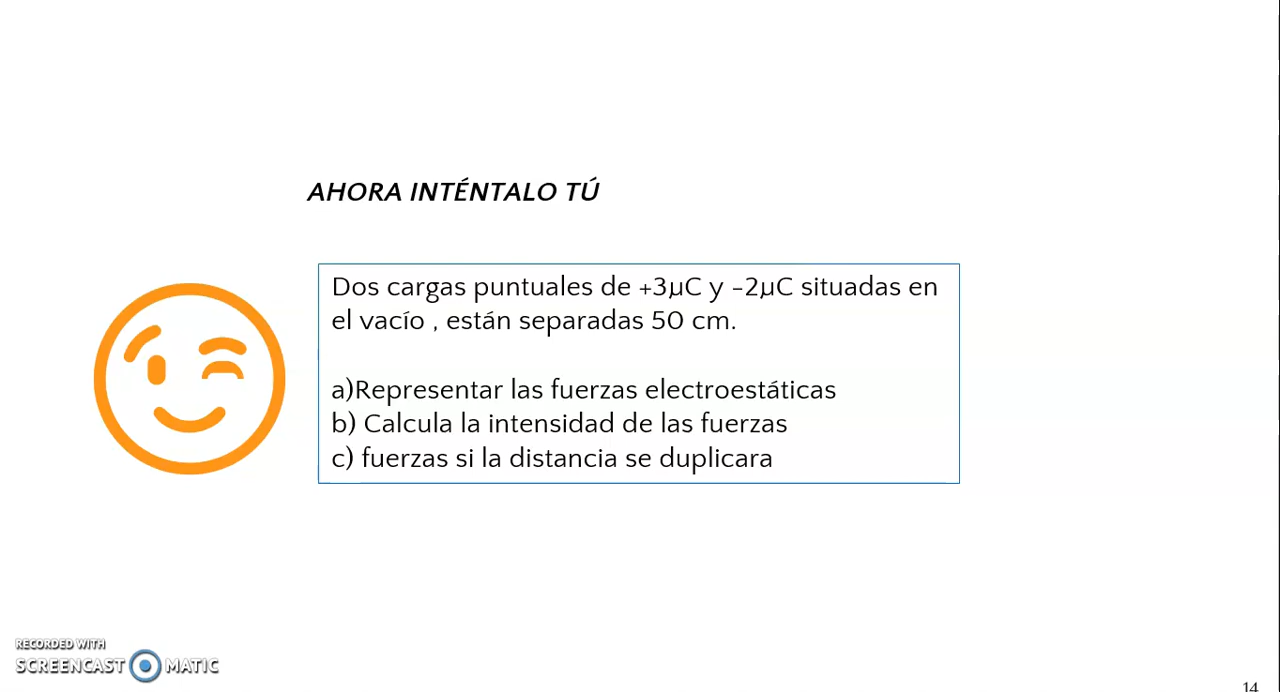 AHORA INTÉNTALO TÚ
Dos cargas puntuales de +3µC y -2µC situadas en
el vacío , están separadas 50 cm.
a)Representar las fuerzas electroestáticas
b) Calcula la intensidad de las fuerzas
c) fuerzas si la distancia se duplicara
RECORDED WITH
SCREENCAST MATIC
14